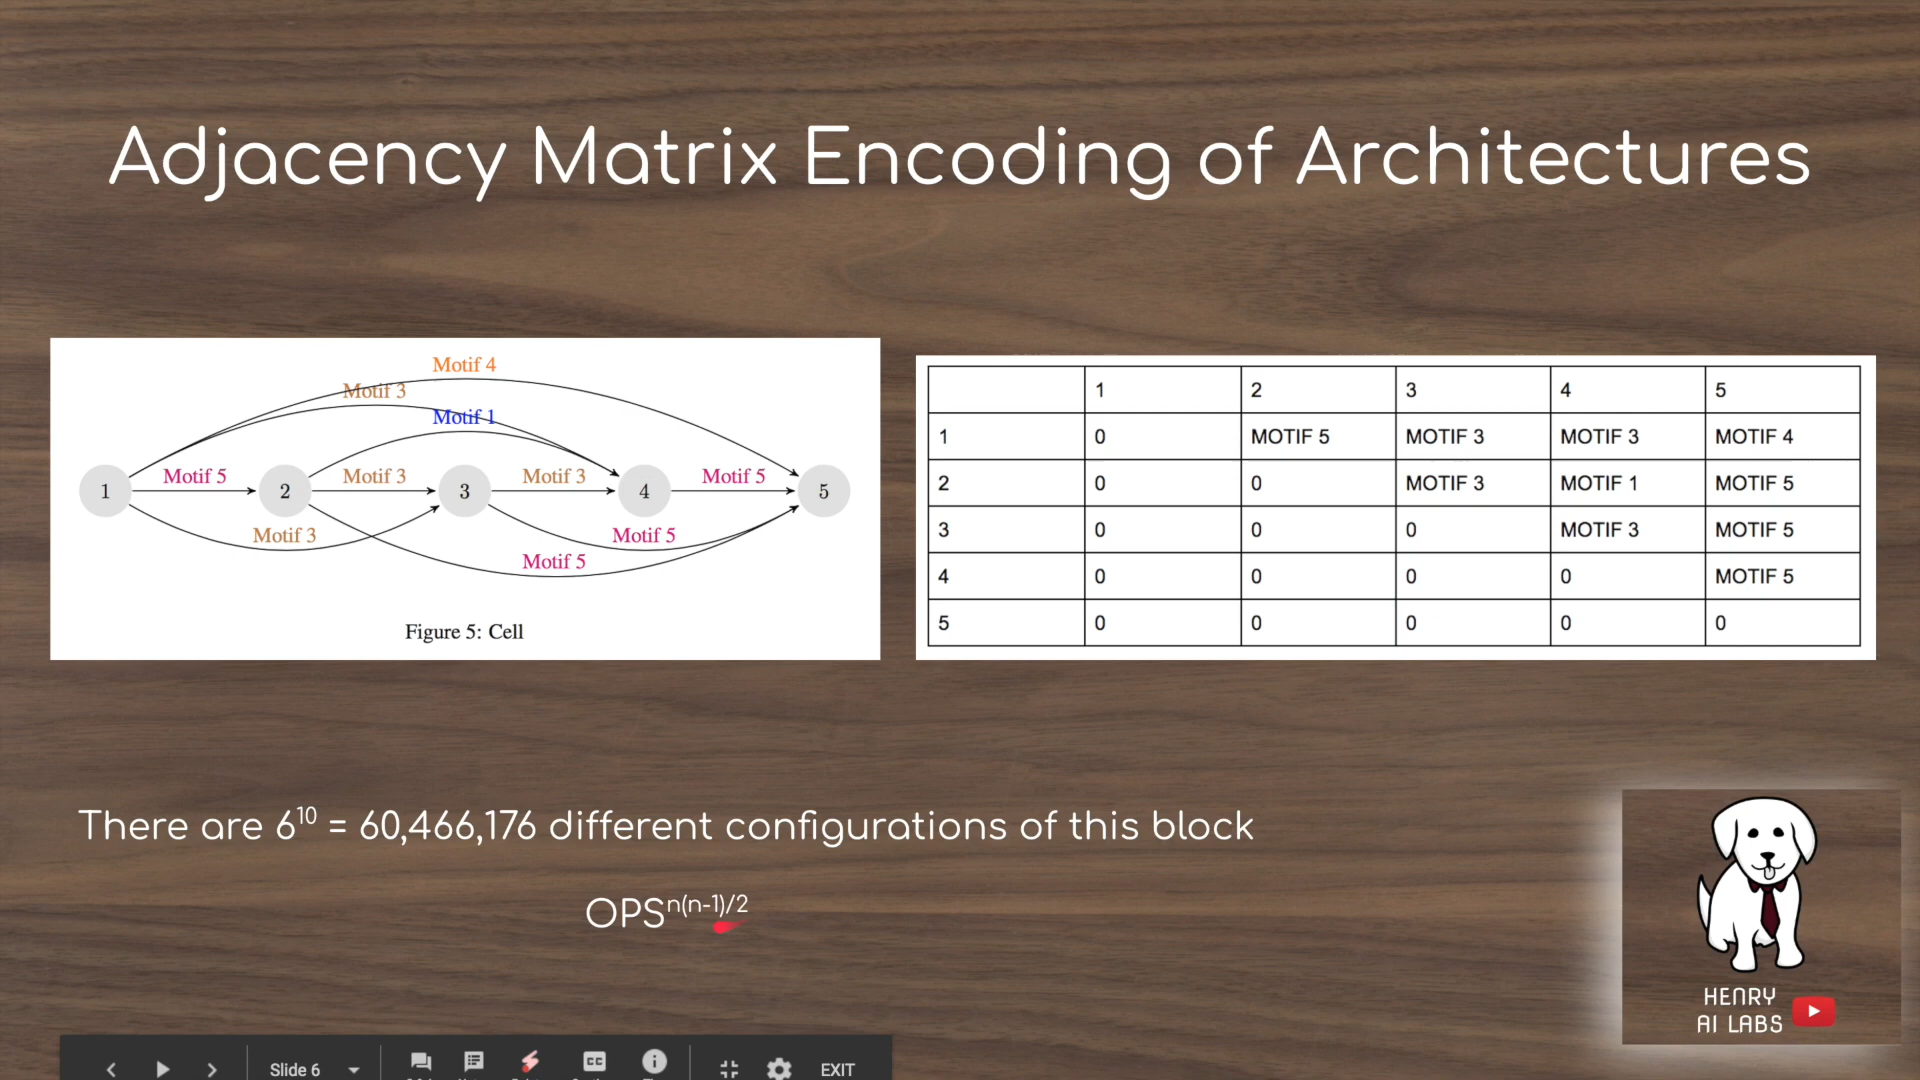 Adjacency Matrix Encoding of Architectures
Motif 4
Motif 3
Motif 1
Motif 5 Motif 3 Motif 3 Motif 5
1 2 3 4 5
Motif 3 Motif 5
Motif 5
Figure 5: Cell
1 2 3 4 5
1 0 MOTIF 5 MOTIF 3 MOTIF 3 MOTIF 4
2 0 0 MOTIF 3 MOTIF 1 MOTIF 5
3 0 0 0 MOTIF 3 MOTIF 5
4 0 0 0 0 MOTIF 5
5 0 0 0 0 0
There are 6¹⁰ = 60,466,176 different configurations of this block
OPSⁿ⁽ⁿ⁻¹⁾/²
HENRY
AI LABS
Slide 6 CC EXIT